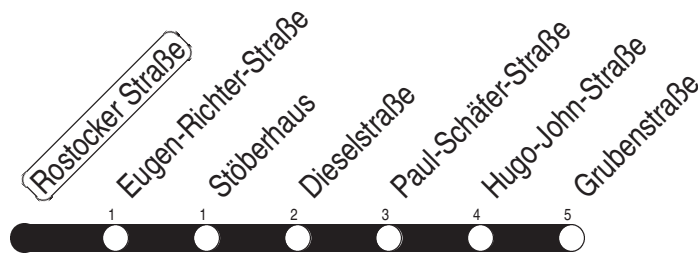 Rostocker Straße
Eugen-Richter-Straße
Stöberhaus
Dieselstraße
Paul-Schäfer-Straße
Hugo-John-Straße
Grubenstraße
1 1 2 3 4 5